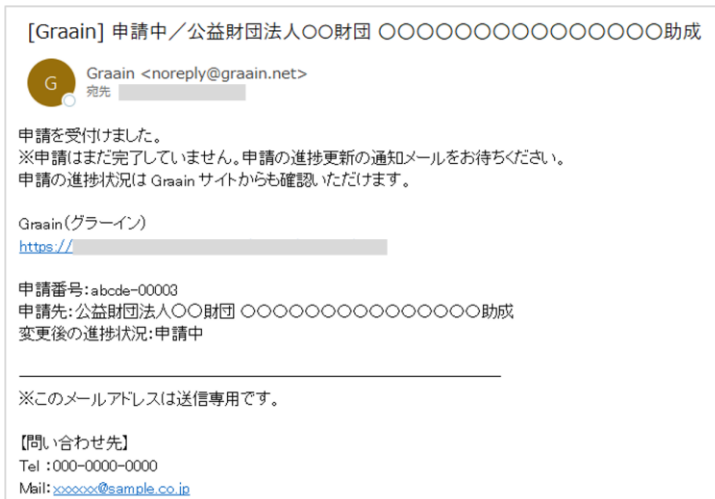 [Graain] 申請中／公益財団法人○○財団 ○○○○○○○○○○○○○○○助成
G
Graain <noreply@graain.net>
宛先
申請を受付けました。
※申請はまだ完了していません。申請の進捗更新の通知メールをお待ちください。
申請の進捗状況は Graain サイトからも確認いただけます。
Graain（グラーイン）
https://
申請番号：abcde-00003
申請先：公益財団法人○○財団 ○○○○○○○○○○○○○○○助成
変更後の進捗状況：申請中
※このメールアドレスは送信専用です。
【問い合わせ先】
Tel ：000-0000-0000
Mail：xxxxxx@sample.co.jp